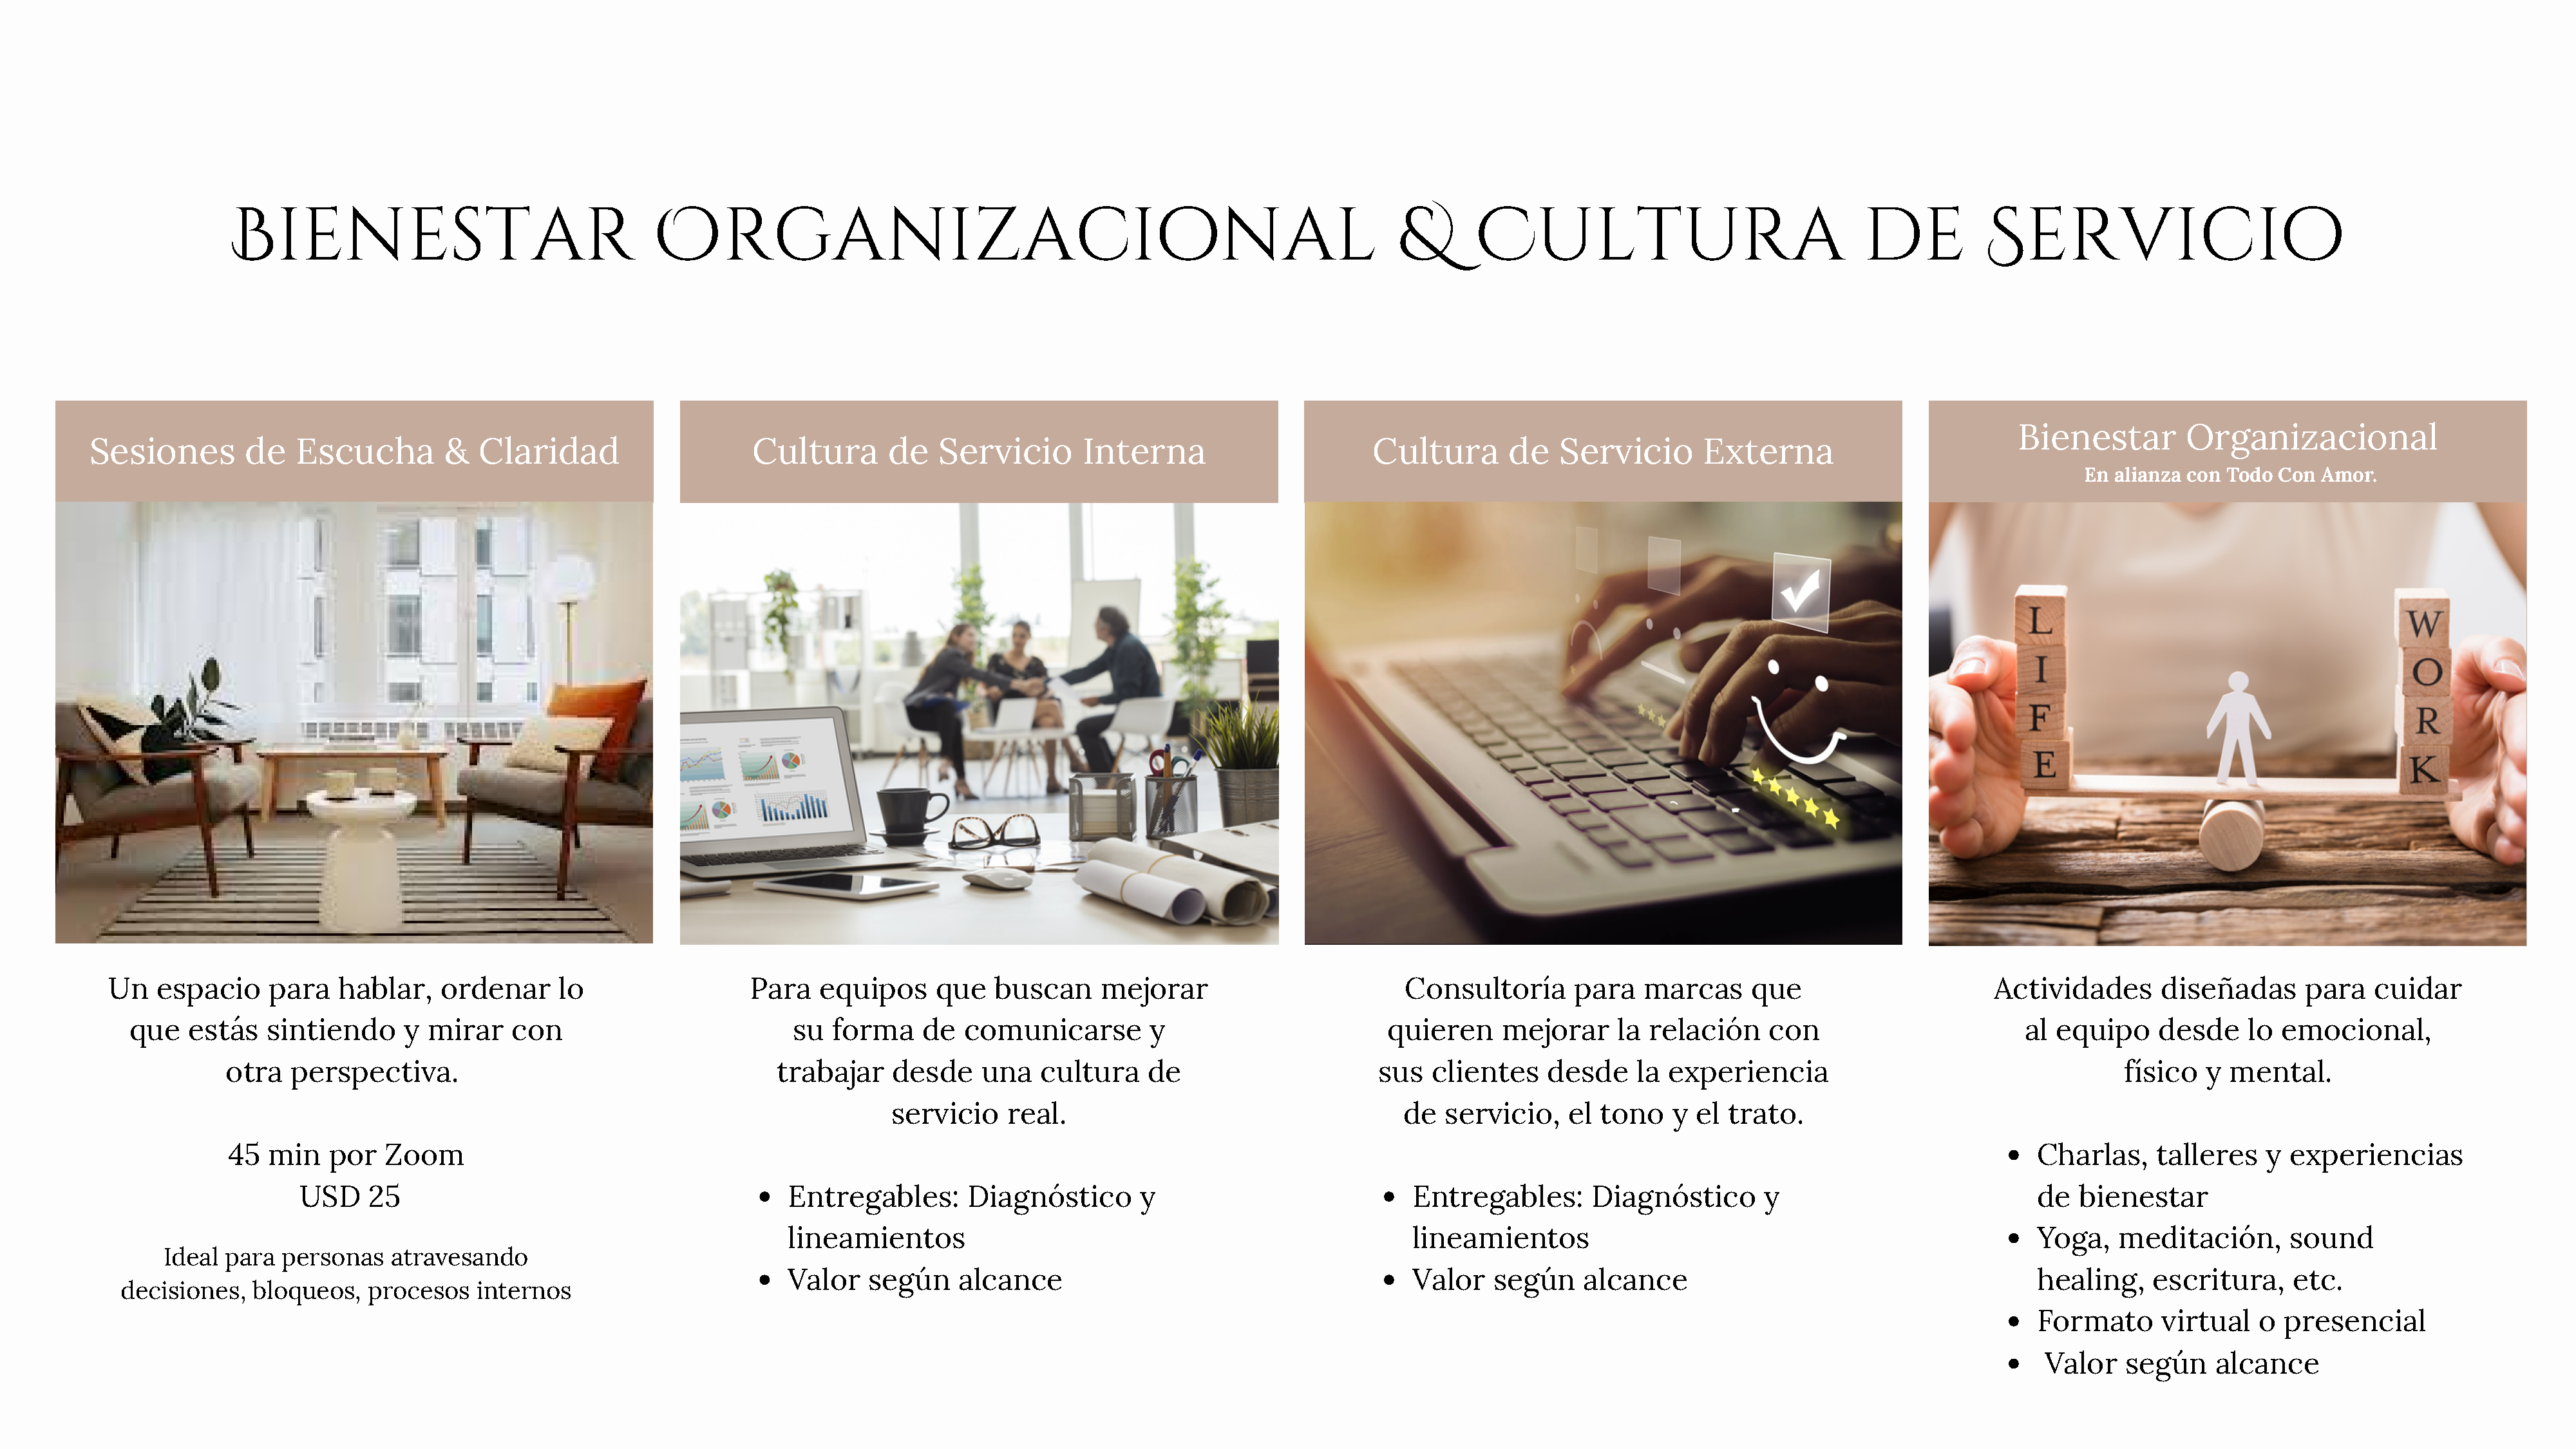 Bienestar Organizacional & Cultura de Servicio
Sesiones de Escucha & Claridad
Un espacio para hablar, ordenar lo
que estás sintiendo y mirar con
otra perspectiva.
45 min por Zoom
USD 25
Ideal para personas atravesando
decisiones, bloqueos, procesos internos
Cultura de Servicio Interna
Para equipos que buscan mejorar
su forma de comunicarse y
trabajar desde una cultura de
servicio real.
• Entregables: Diagnóstico y
lineamientos
• Valor según alcance
Cultura de Servicio Externa
Consultoría para marcas que
quieren mejorar la relación con
sus clientes desde la experiencia
de servicio, el tono y el trato.
• Entregables: Diagnóstico y
lineamientos
• Valor según alcance
Bienestar Organizacional
En alianza con Todo Con Amor.
LIFE
WORK
Actividades diseñadas para cuidar
al equipo desde lo emocional,
físico y mental.
• Charlas, talleres y experiencias
de bienestar
• Yoga, meditación, sound
healing, escritura, etc.
• Formato virtual o presencial
• Valor según alcance